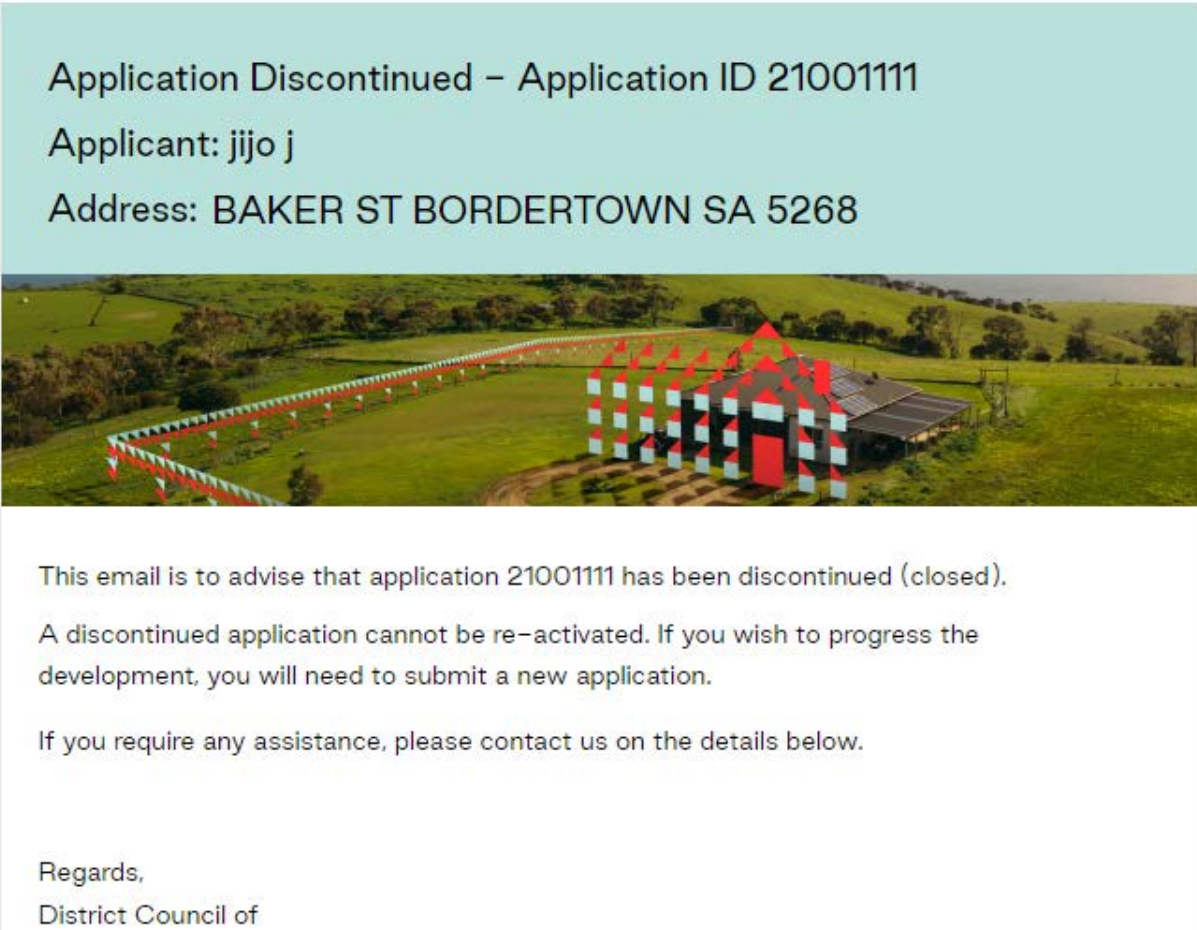 Application Discontinued – Application ID 21001111
Applicant: jijo j
Address: BAKER ST BORDERTOWN SA 5268
This email is to advise that application 21001111 has been discontinued (closed).
A discontinued application cannot be re-activated. If you wish to progress the
development, you will need to submit a new application.
If you require any assistance, please contact us on the details below.
Regards,
District Council of